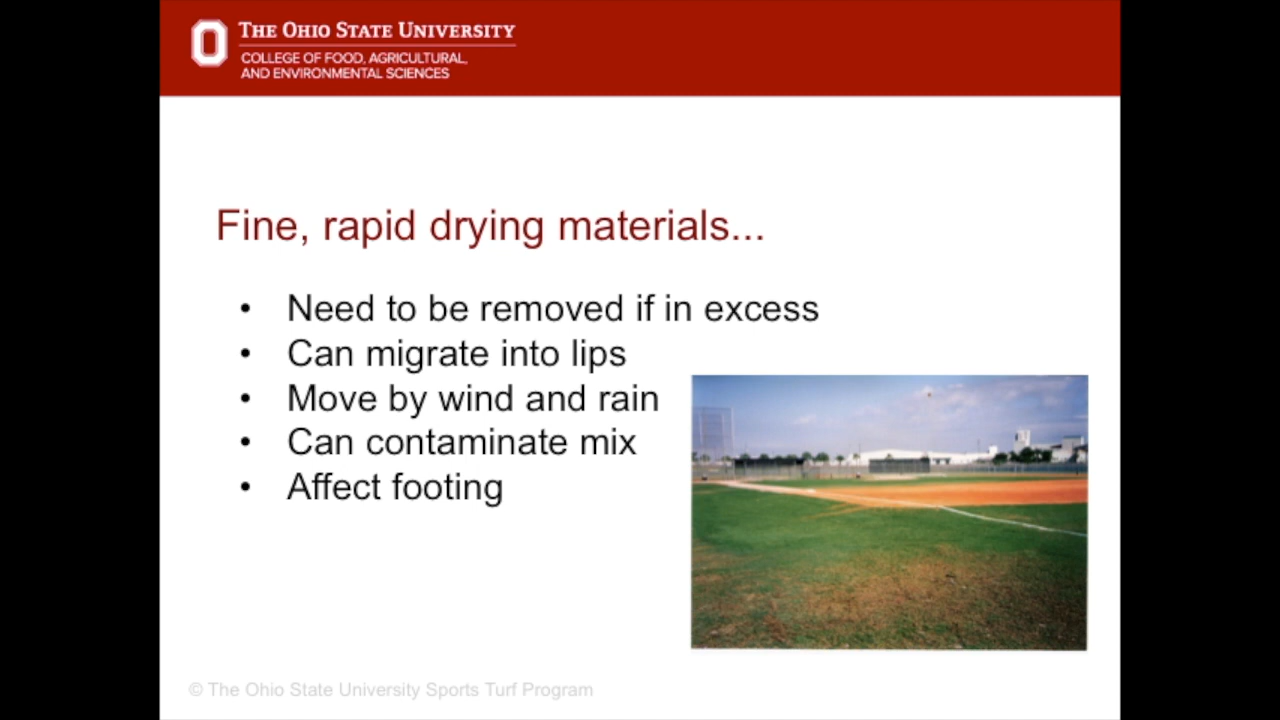 THE OHIO STATE UNIVERSITY
COLLEGE OF FOOD, AGRICULTURAL,
AND ENVIRONMENTAL SCIENCES
Fine, rapid drying materials...
• Need to be removed if in excess
• Can migrate into lips
• Move by wind and rain
• Can contaminate mix
• Affect footing
© The Ohio State University Sports Turf Program